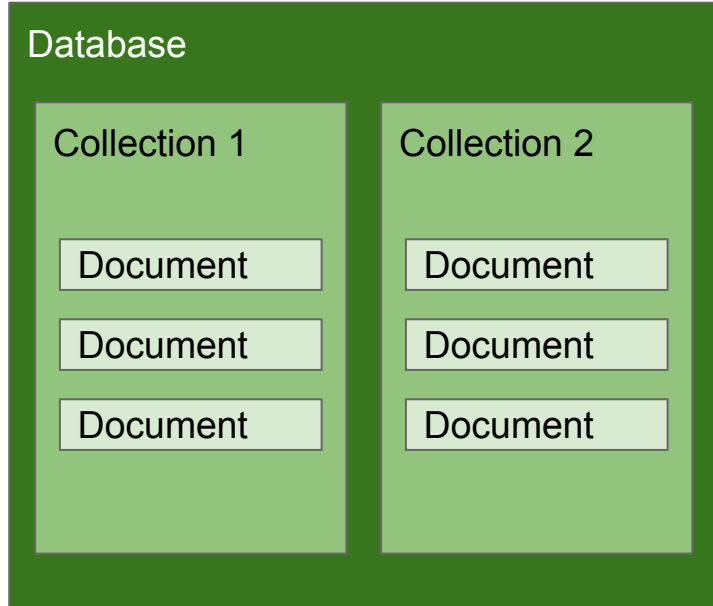 Database
Collection 1
Document
Document
Document
Collection 2
Document
Document
Document